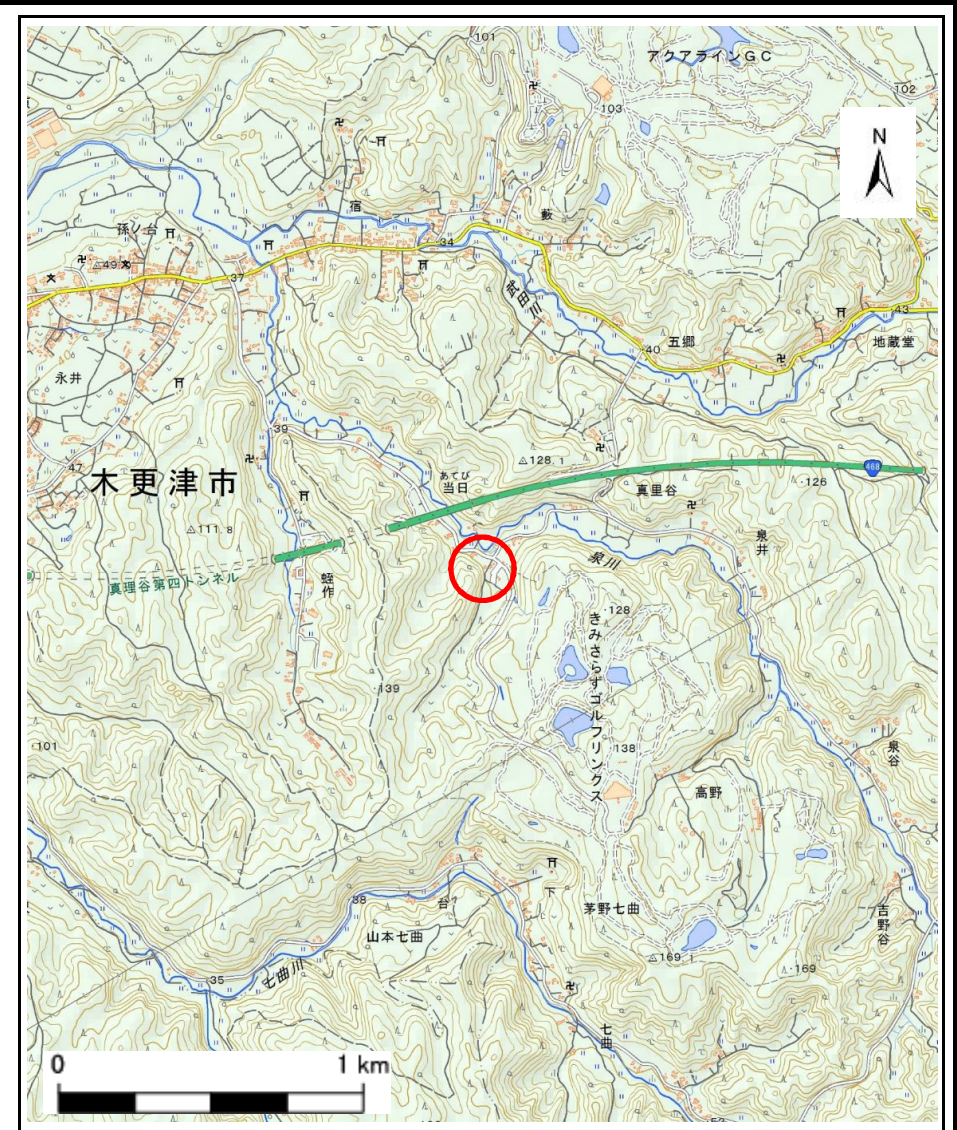 101
アクアラインGC
102
103
50
N
宿
藪
孫ノ台
34
49
37
武田川
43
五郷
地蔵堂
40
永井
39
47
木更津市
あてび
当日
128.1
468
126
真里谷
111.8
泉井
泉川
真理谷第四トンネル
蛭作
128
きみさらずゴルフリンクス
139
101
138
泉谷
高野
38
台
下
茅野七曲
吉野谷
山本七曲
169.1
169
35
七曲川
七曲
0
1 km